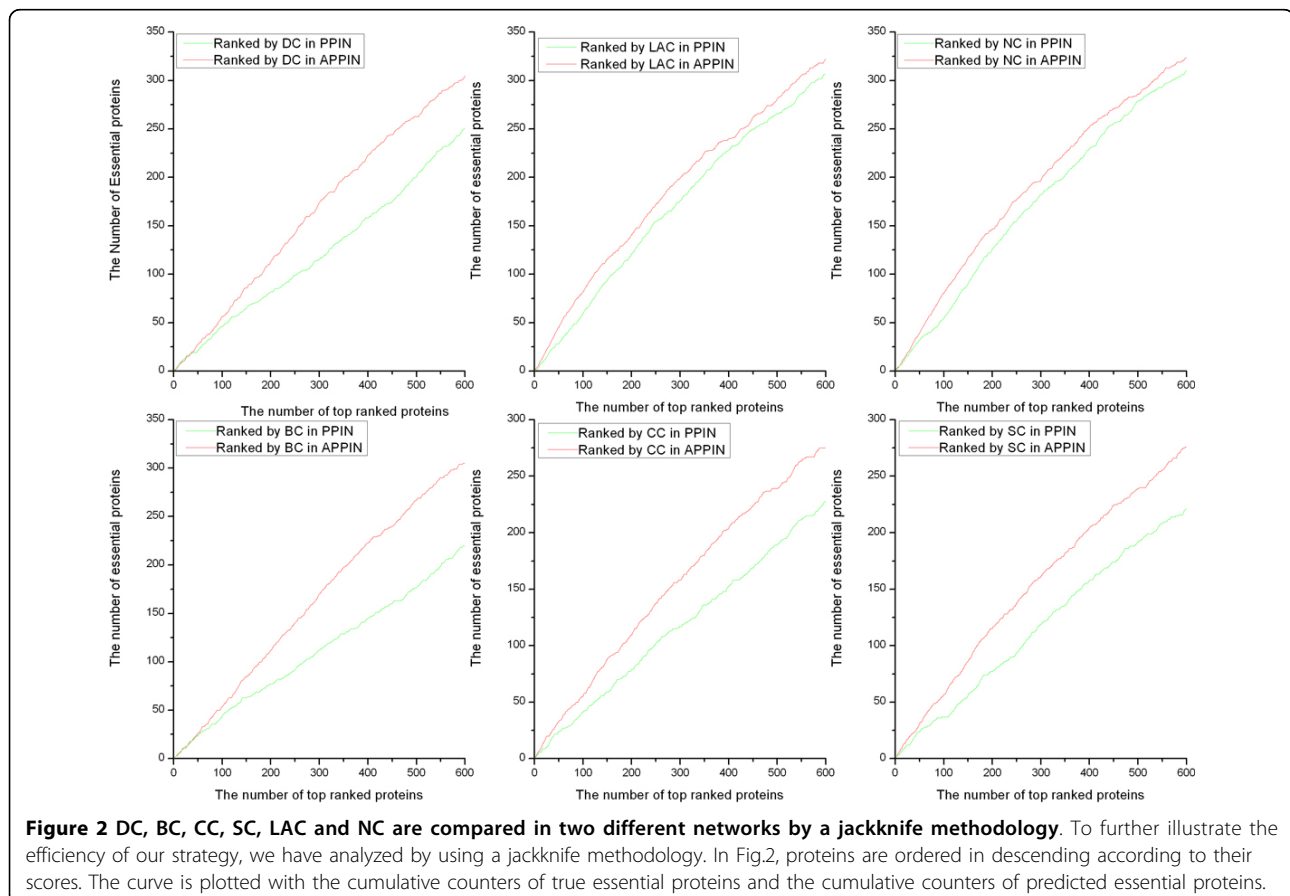 Ranked by DC in PPIN
Ranked by DC in APPIN
350
300
250
200
150
100
50
0
The Number of Essential proteins
0 100 200 300 400 500 600
The number of top ranked proteins
Ranked by LAC in PPIN
Ranked by LAC in APPIN
350
300
250
200
150
100
50
0
The number of essential proteins
0 100 200 300 400 500 600
The number of top ranked proteins
Ranked by NC in PPIN
Ranked by NC in APPIN
350
300
250
200
150
100
50
0
The number of essential proteins
0 100 200 300 400 500 600
The number of top ranked proteins
Ranked by BC in PPIN
Ranked by BC in APPIN
350
300
250
200
150
100
50
0
The number of essential proteins
0 100 200 300 400 500 600
The number of top ranked proteins
Ranked by CC in PPIN
Ranked by CC in APPIN
300
250
200
150
100
50
0
The number of essential proteins
0 100 200 300 400 500 600
The number of top ranked proteins
Ranked by SC in PPIN
Ranked by SC in APPIN
300
250
200
150
100
50
0
The number of essential proteins
0 100 200 300 400 500 600
The number of top ranked proteins
Figure 2 DC, BC, CC, SC, LAC and NC are compared in two different networks by a jackknife methodology. To further illustrate the
efficiency of our strategy, we have analyzed by using a jackknife methodology. In Fig.2, proteins are ordered in descending according to their
scores. The curve is plotted with the cumulative counters of true essential proteins and the cumulative counters of predicted essential proteins.